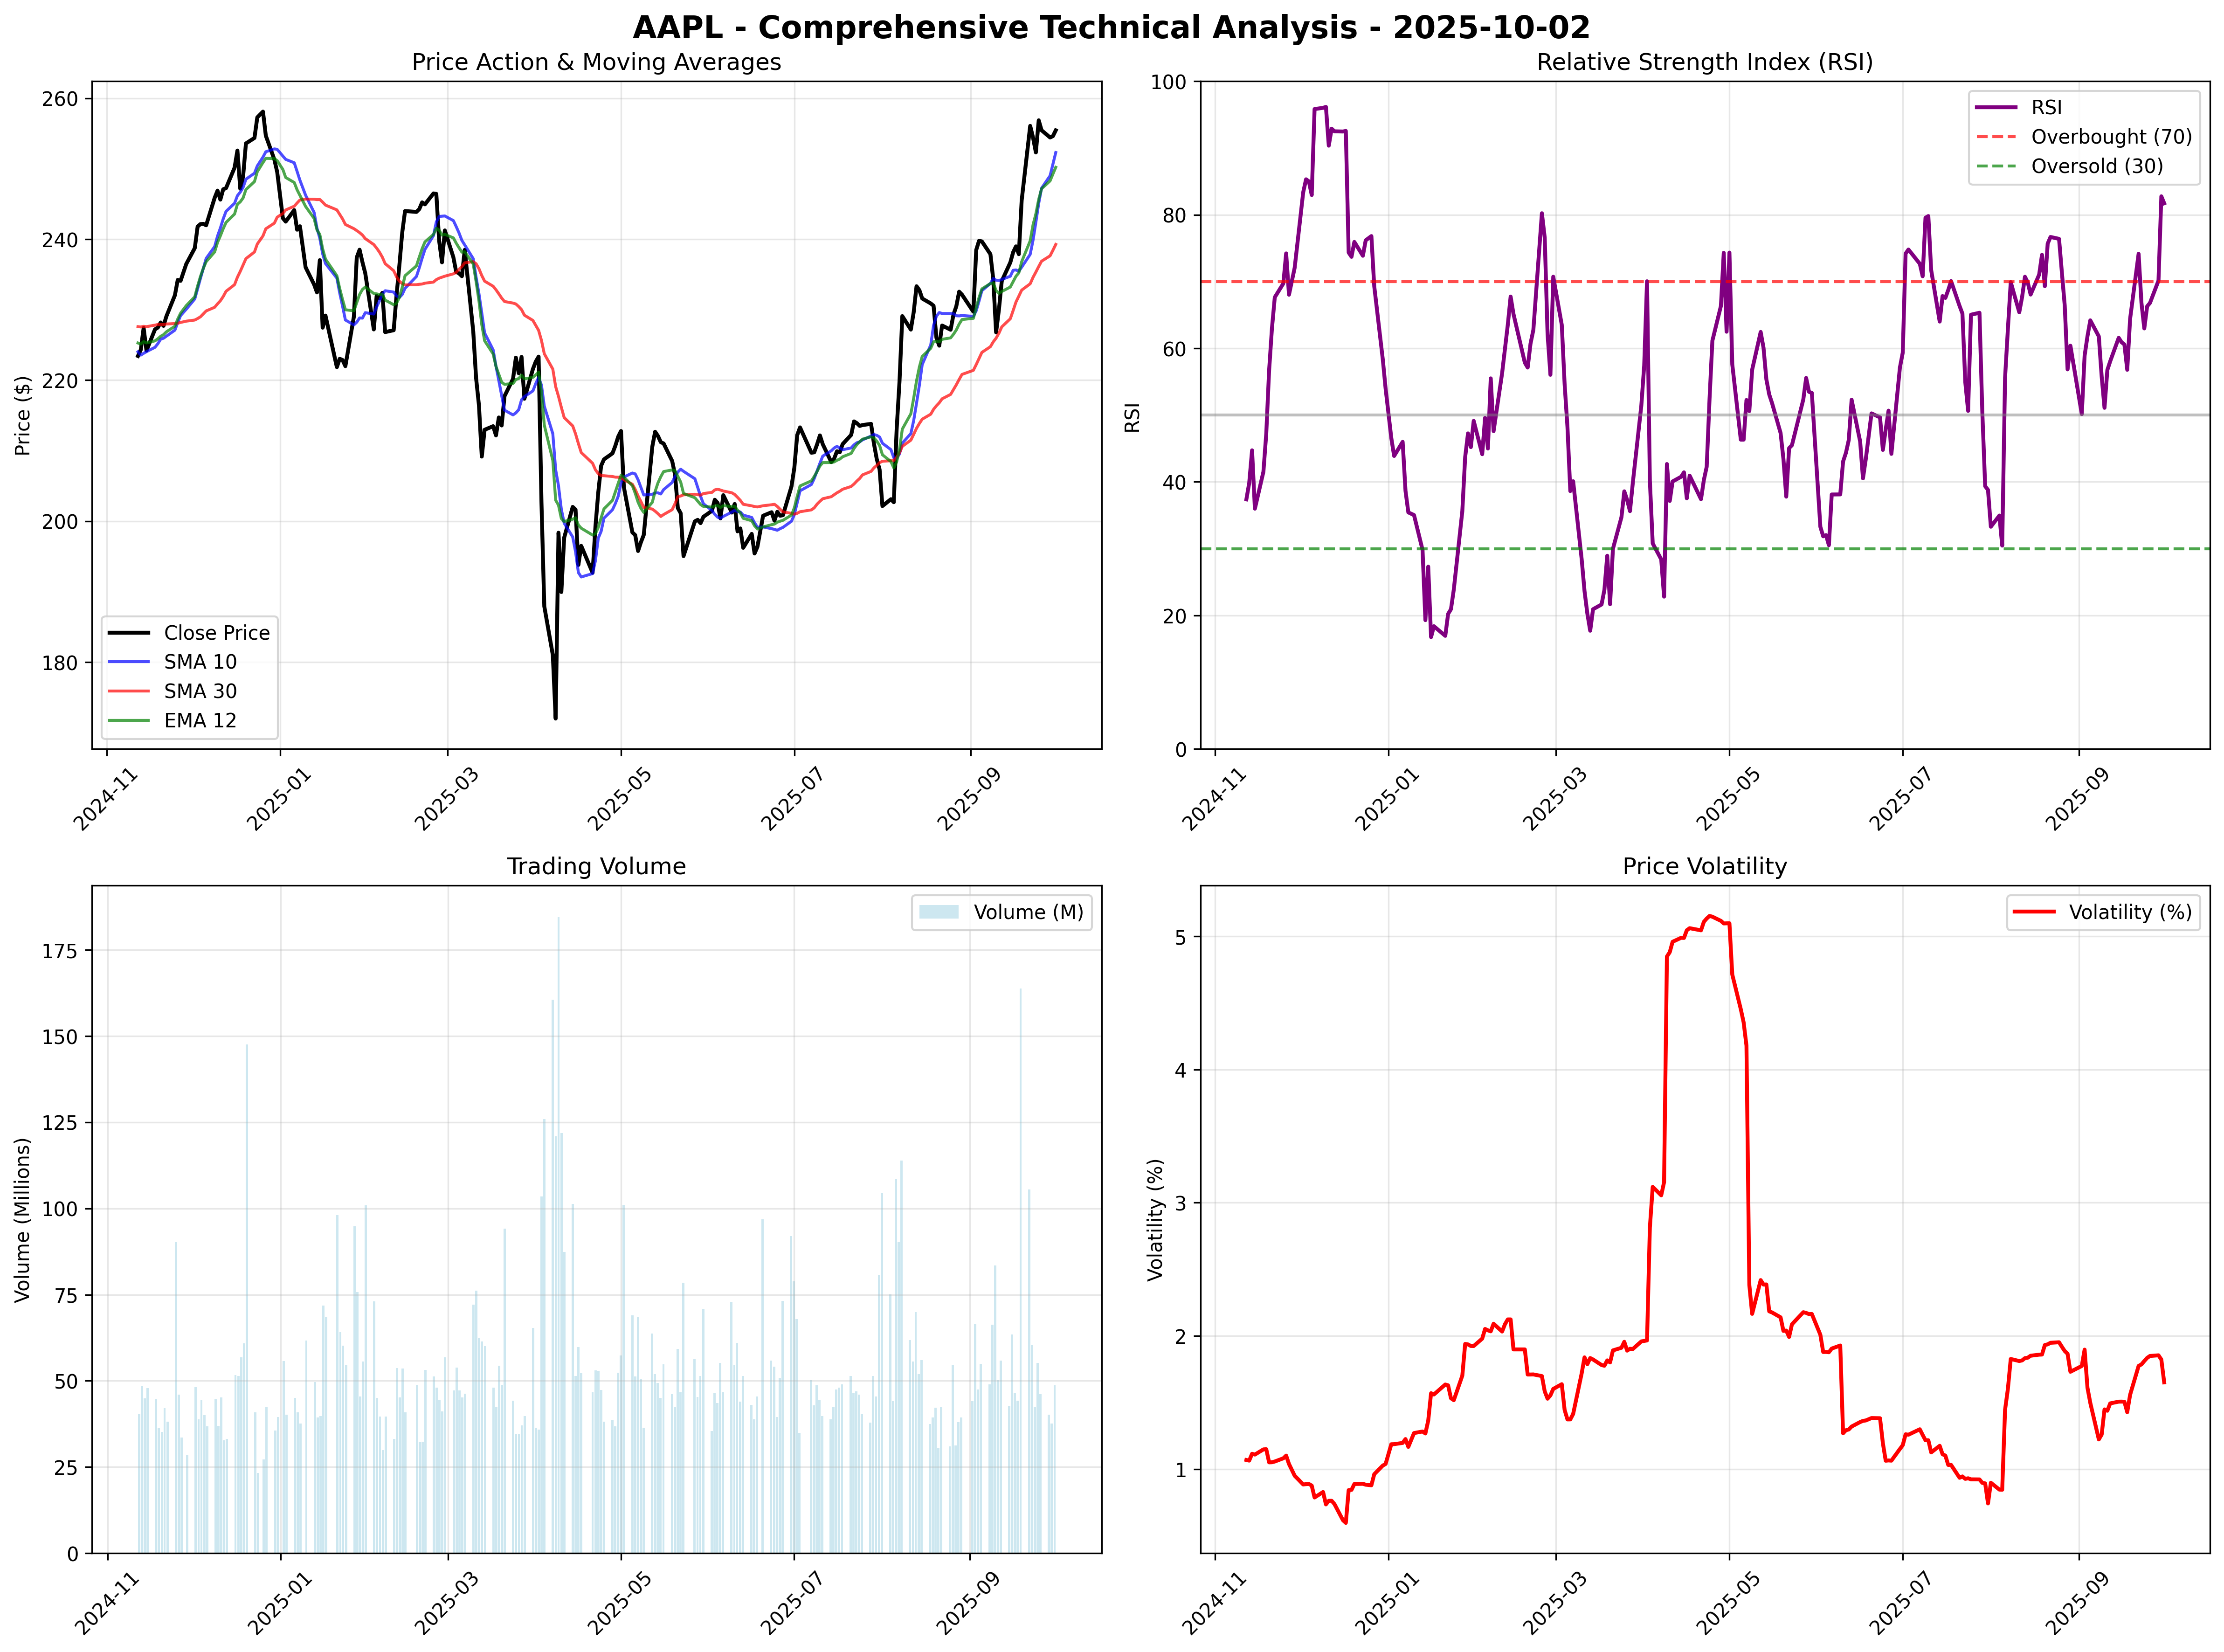 AAPL - Comprehensive Technical Analysis - 2025-10-02
Price Action & Moving Averages
260
240
220
200
180
Price ($)
Close Price
SMA 10
SMA 30
EMA 12
2024-11
2025-01
2025-03
2025-05
2025-07
2025-09
Relative Strength Index (RSI)
100
80
60
40
20
0
RSI
RSI
Overbought (70)
Oversold (30)
2024-11
2025-01
2025-03
2025-05
2025-07
2025-09
Trading Volume
175
150
125
100
75
50
25
0
Volume (Millions)
Volume (M)
2024-11
2025-01
2025-03
2025-05
2025-07
2025-09
Price Volatility
5
4
3
2
1
Volatility (%)
Volatility (%)
2024-11
2025-01
2025-03
2025-05
2025-07
2025-09